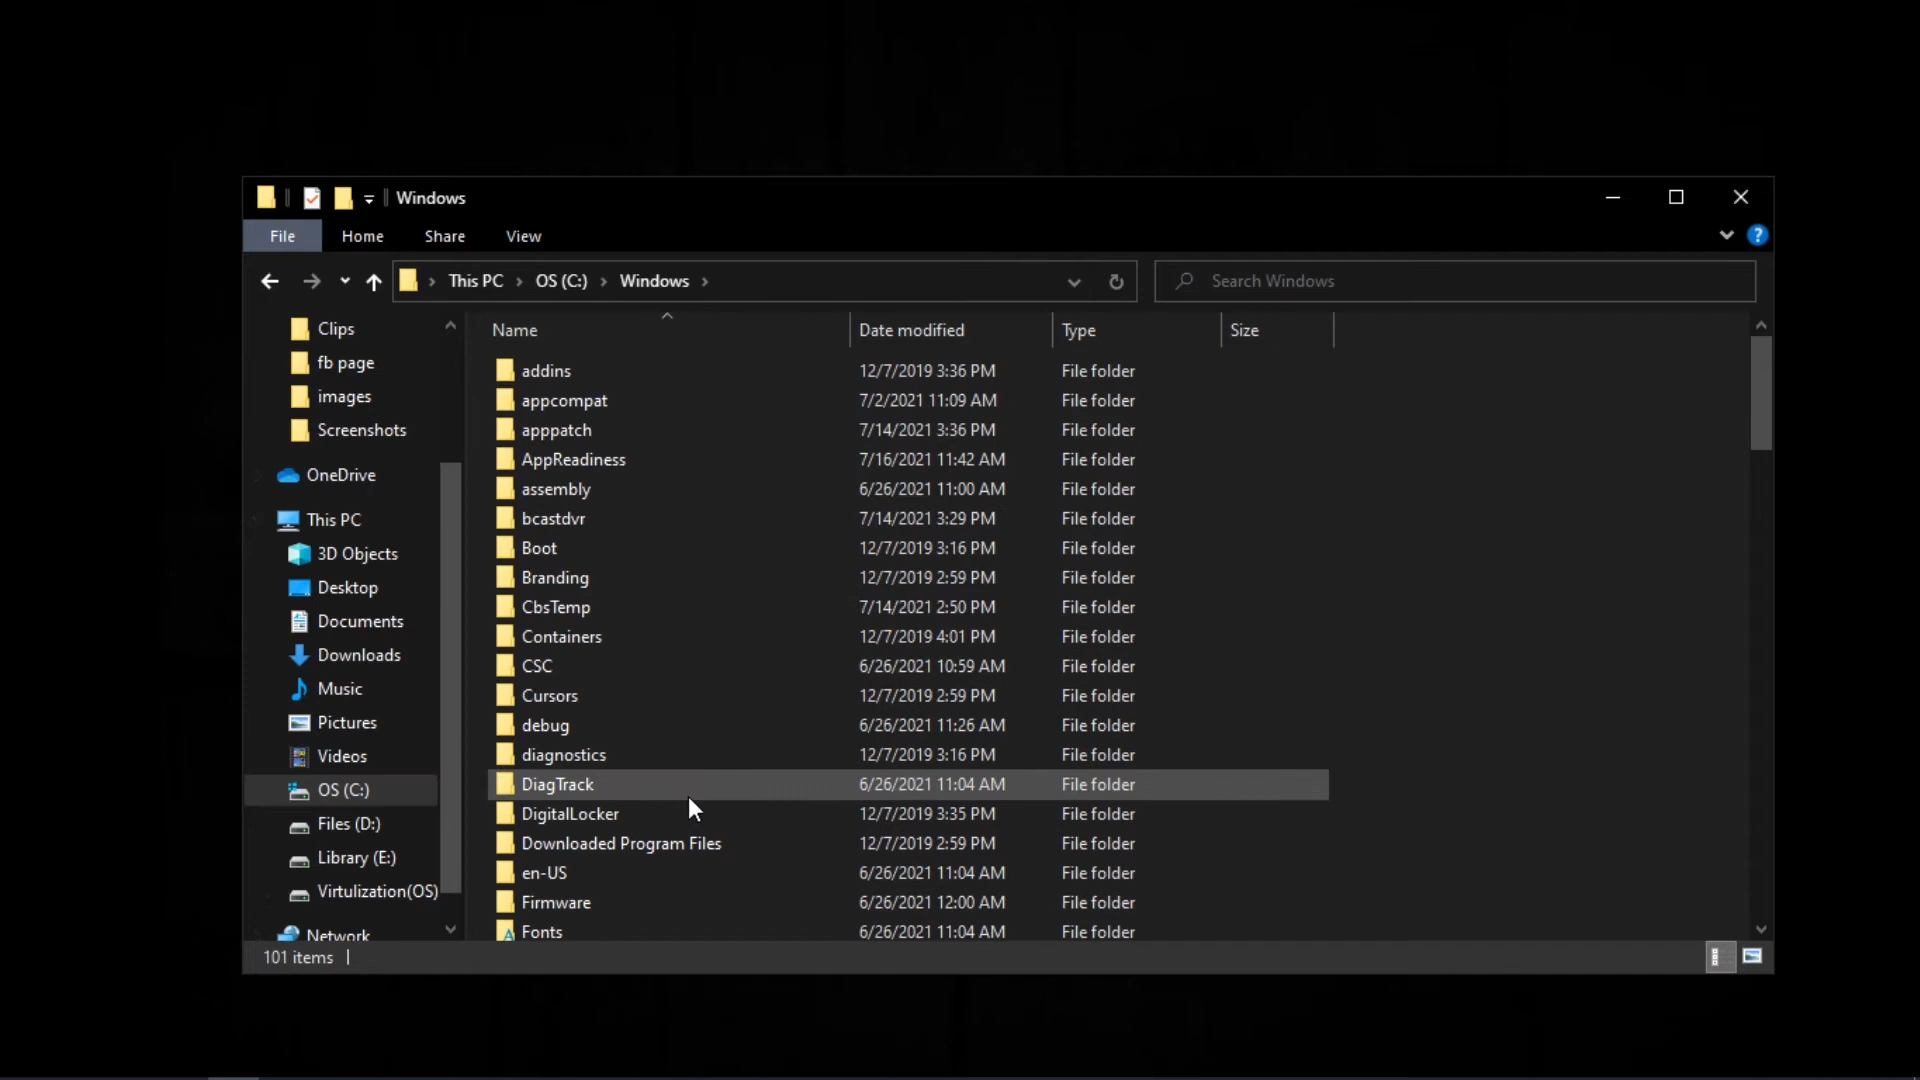 Windows
File Home Share View
This PC OS (C:) Windows
Search Windows
Clips
fb page
images
Screenshots
OneDrive
This PC
3D Objects
Desktop
Documents
Downloads
Music
Pictures
Videos
OS (C:)
Files (D:)
Library (E:)
Virtulization(OS)
Network
Name Date modified Type Size
addins 12/7/2019 3:36 PM File folder
appcompat 7/2/2021 11:09 AM File folder
apppatch 7/14/2021 3:36 PM File folder
AppReadiness 7/16/2021 11:42 AM File folder
assembly 6/26/2021 11:00 AM File folder
bcastdvr 7/14/2021 3:29 PM File folder
Boot 12/7/2019 3:16 PM File folder
Branding 12/7/2019 2:59 PM File folder
CbsTemp 7/14/2021 2:50 PM File folder
Containers 12/7/2019 4:01 PM File folder
CSC 6/26/2021 10:59 AM File folder
Cursors 12/7/2019 2:59 PM File folder
debug 6/26/2021 11:26 AM File folder
diagnostics 12/7/2019 3:16 PM File folder
DiagTrack 6/26/2021 11:04 AM File folder
DigitalLocker 12/7/2019 3:35 PM File folder
Downloaded Program Files 12/7/2019 2:59 PM File folder
en-US 6/26/2021 11:04 AM File folder
Firmware 6/26/2021 12:00 AM File folder
Fonts 6/26/2021 11:04 AM File folder
101 items